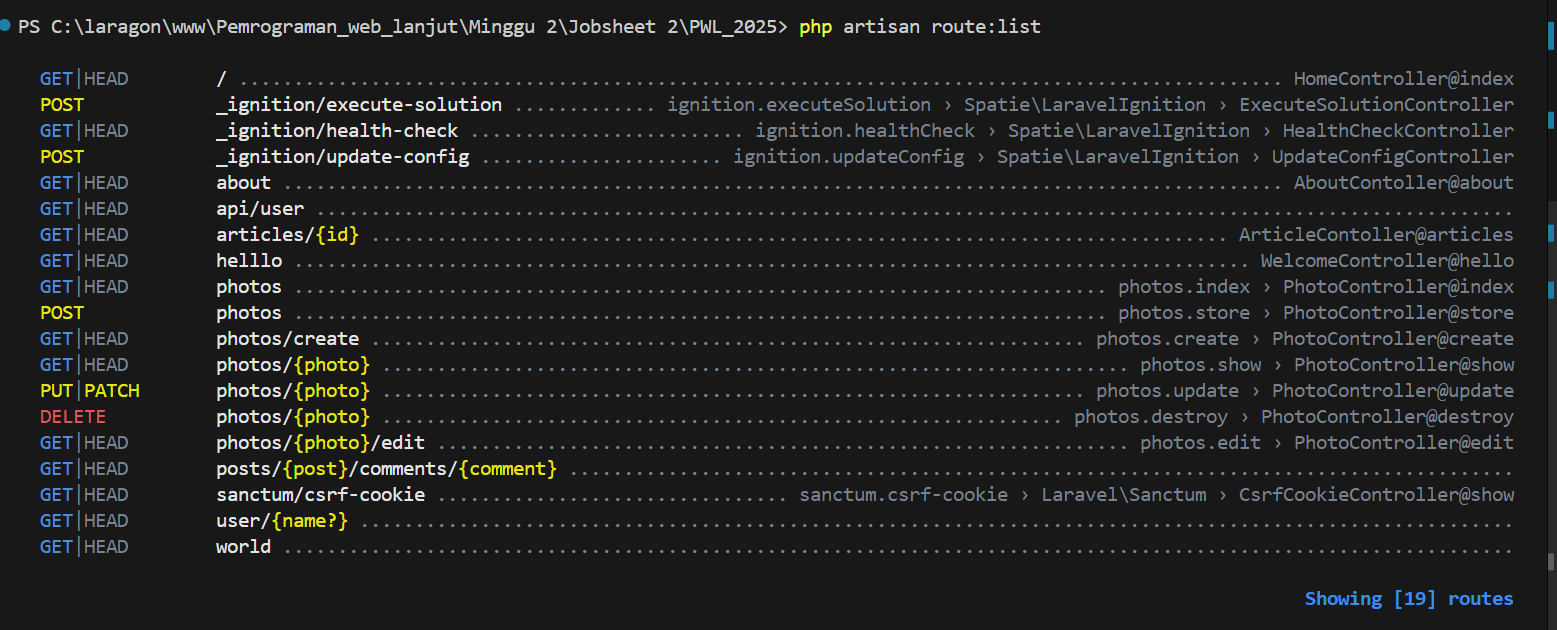 PS C:\laragon\www\Pemrograman_web_lanjut\Minggu 2\Jobsheet 2\PWL_2025> php artisan route:list
GET|HEAD / ............................................................................................... HomeController@index
POST _ignition/execute-solution ............. ignition.executeSolution › Spatie\LaravelIgnition › ExecuteSolutionController
GET|HEAD _ignition/health-check ......................... ignition.healthCheck › Spatie\LaravelIgnition › HealthCheckController
POST _ignition/update-config ...................... ignition.updateConfig › Spatie\LaravelIgnition › UpdateConfigController
GET|HEAD about ........................................................................................... AboutContoller@about
GET|HEAD api/user .............................................................................................................
GET|HEAD articles/{id} .............................................................................. ArticleContoller@articles
GET|HEAD helllo ....................................................................................... WelcomeController@hello
GET|HEAD photos .......................................................................... photos.index › PhotoController@index
POST photos .......................................................................... photos.store › PhotoController@store
GET|HEAD photos/create ................................................................. photos.create › PhotoController@create
GET|HEAD photos/{photo} .................................................................... photos.show › PhotoController@show
PUT|PATCH photos/{photo} ................................................................ photos.update › PhotoController@update
DELETE photos/{photo} .............................................................. photos.destroy › PhotoController@destroy
GET|HEAD photos/{photo}/edit ............................................................... photos.edit › PhotoController@edit
GET|HEAD posts/{post}/comments/{comment} ......................................................................................
GET|HEAD sanctum/csrf-cookie ................................ sanctum.csrf-cookie › Laravel\Sanctum › CsrfCookieController@show
GET|HEAD user/{name?} .........................................................................................................
GET|HEAD world ................................................................................................................
Showing [19] routes